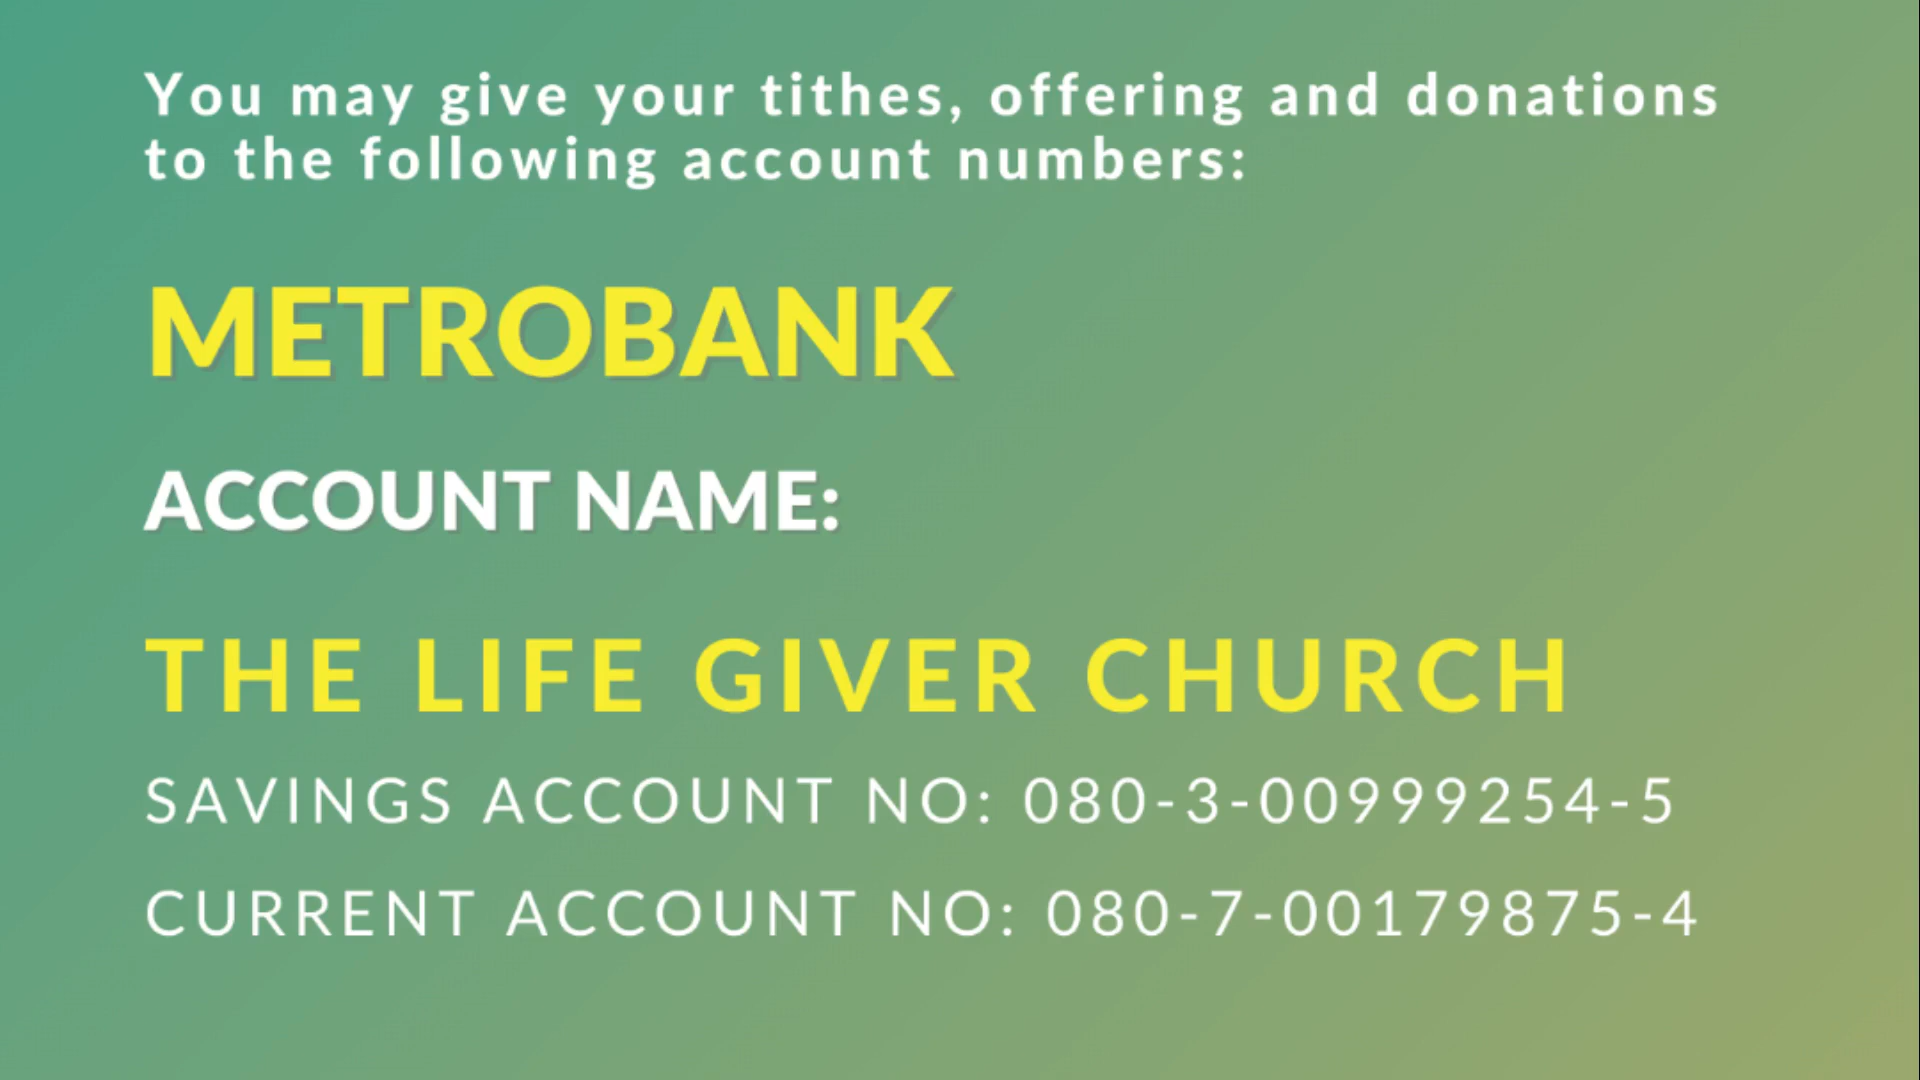 You may give your tithes, offering and donations
to the following account numbers:
METROBANK
ACCOUNT NAME:
THE LIFE GIVER CHURCH
SAVINGS ACCOUNT NO: 080-3-00999254-5
CURRENT ACCOUNT NO: 080-7-00179875-4